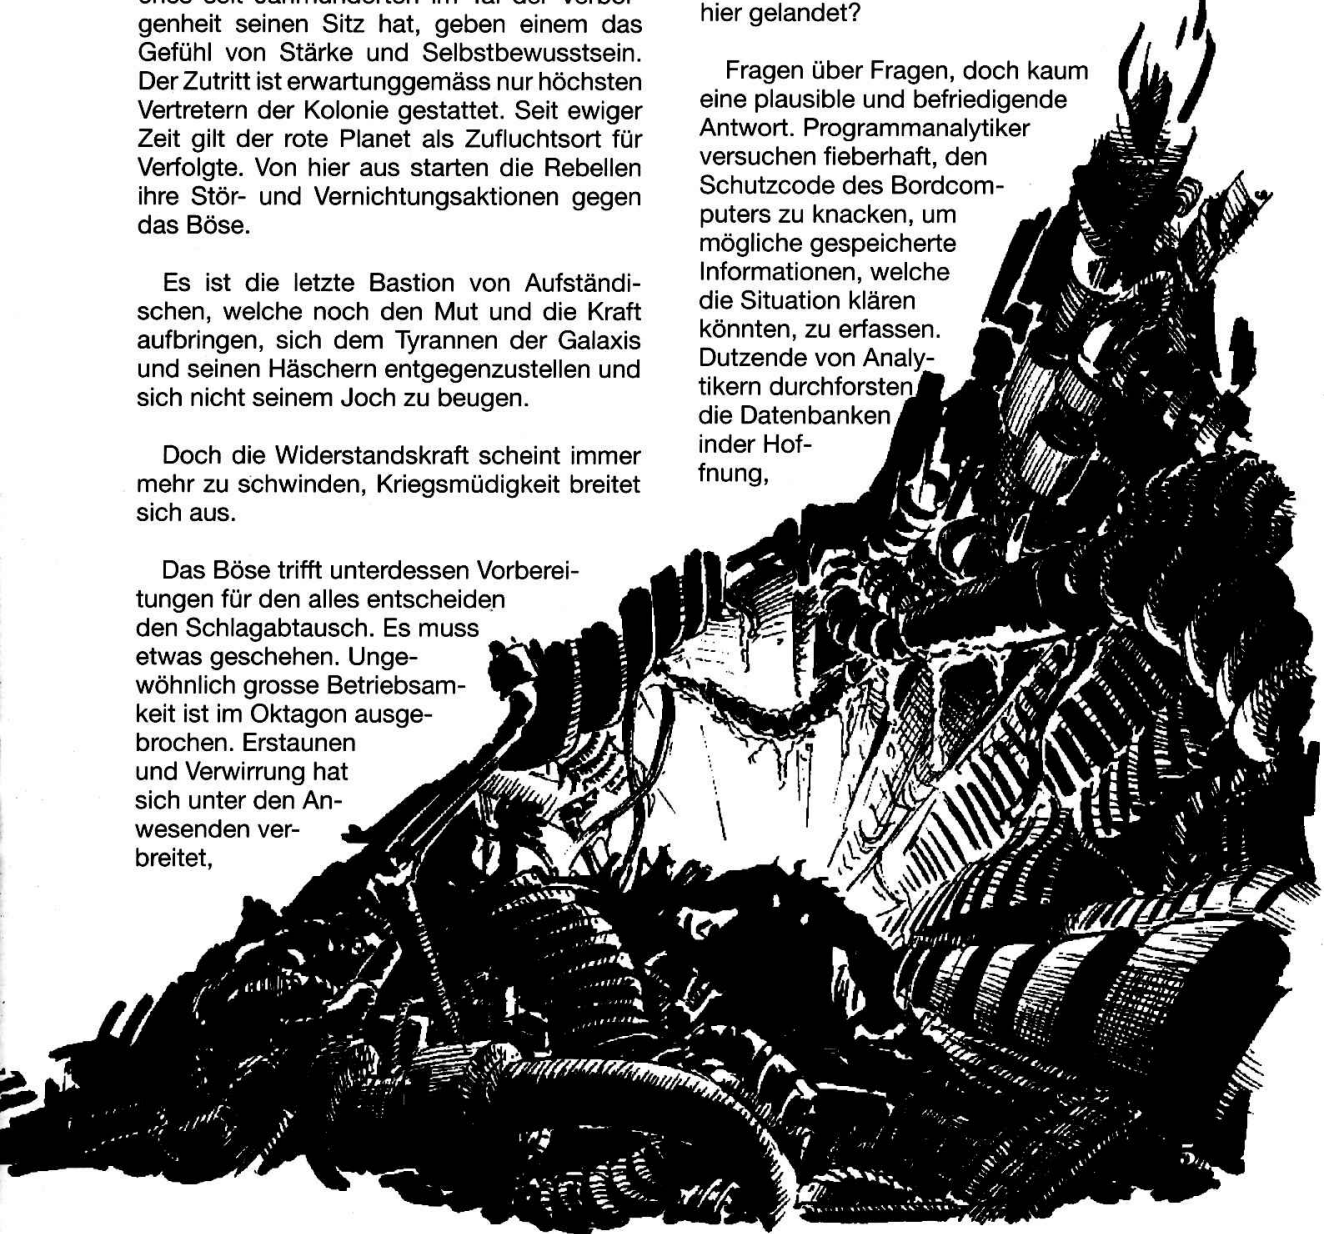 genheit seinen Sitz hat, geben einem das
Gefühl von Stärke und Selbstbewusstsein.
Der Zutritt ist erwartunggemäss nur höchsten
Vertretern der Kolonie gestattet. Seit ewiger
Zeit gilt der rote Planet als Zufluchtsort für
Verfolgte. Von hier aus starten die Rebellen
ihre Stör- und Vernichtungsaktionen gegen
das Böse.
Es ist die letzte Bastion von Aufständi-
schen, welche noch den Mut und die Kraft
aufbringen, sich dem Tyrannen der Galaxis
und seinen Häschern entgegenzustellen und
sich nicht seinem Joch zu beugen.
Doch die Widerstandskraft scheint immer
mehr zu schwinden, Kriegsmüdigkeit breitet
sich aus.
Das Böse trifft unterdessen Vorberei-
tungen für den alles entscheiden
den Schlagabtausch. Es muss
etwas geschehen. Unge-
wöhnlich grosse Betriebsam-
keit ist im Oktagon ausge-
brochen. Erstaunen
und Verwirrung hat
sich unter den An-
wesenden ver-
breitet,
hier gelandet?
Fragen über Fragen, doch kaum
eine plausible und befriedigende
Antwort. Programmanalytiker
versuchen fieberhaft, den
Schutzcode des Bordcom-
puters zu knacken, um
mögliche gespeicherte
Informationen, welche
die Situation klären
könnten, zu erfassen.
Dutzende von Analy-
tikern durchforsten
die Datenbanken
inder Hof-
fnung,